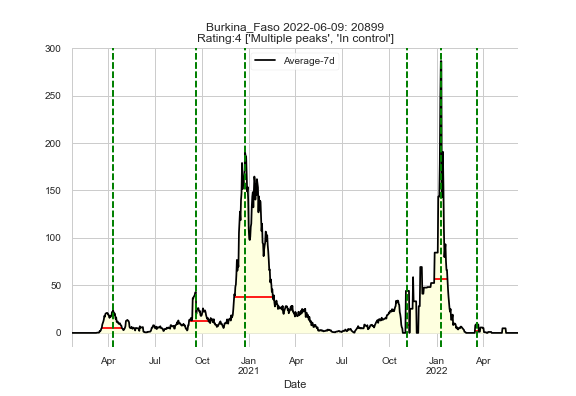 Burkina_Faso 2022-06-09: 20899
Rating:4 ['Multiple peaks', 'In control']
Average-7d
300
250
200
150
100
50
0
Apr Jul Oct Jan Apr Jul Oct Jan Apr
2021 2022
Date